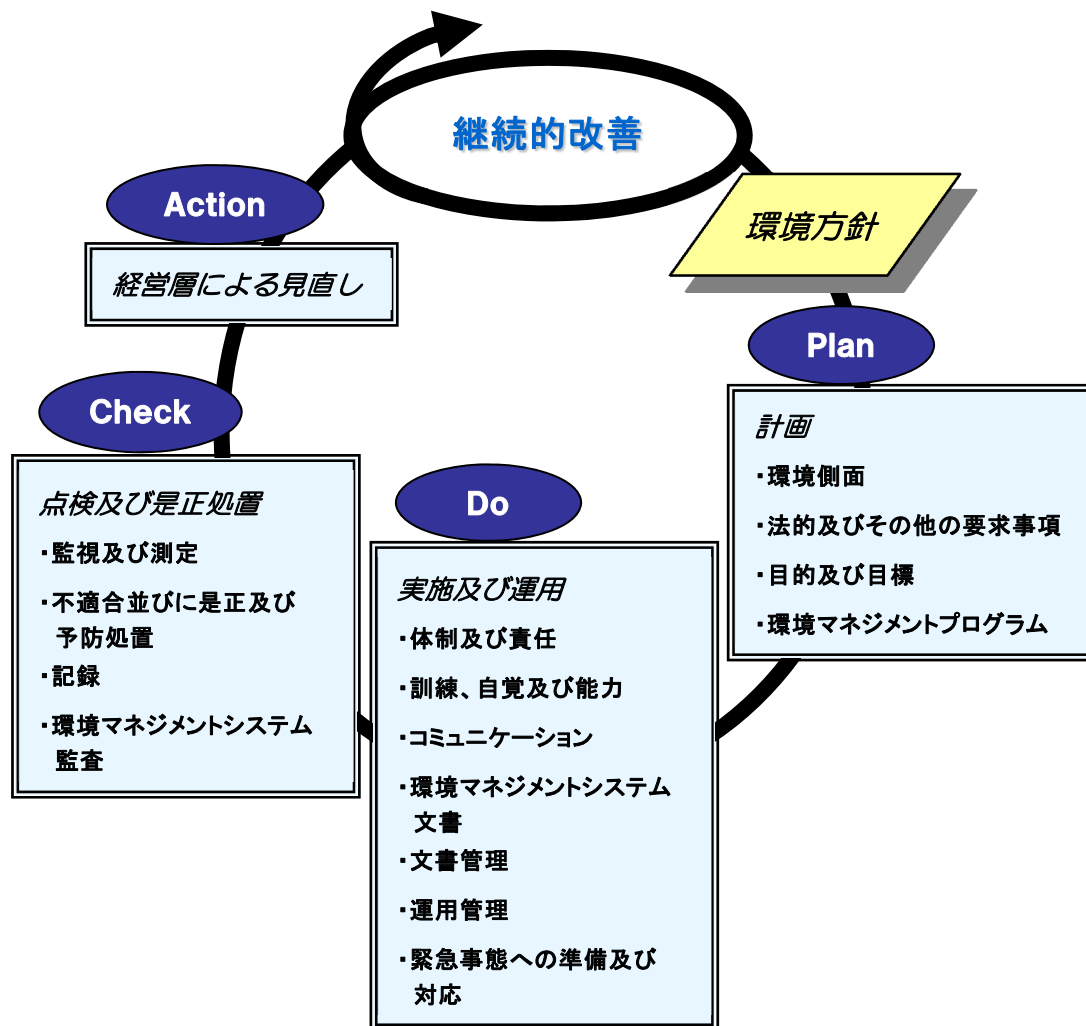 継続的改善
環境方針
Plan
計画
・環境側面
・法的及びその他の要求事項
・目的及び目標
・環境マネジメントプログラム
Do
実施及び運用
・体制及び責任
・訓練、自覚及び能力
・コミュニケーション
・環境マネジメントシステム
文書
・文書管理
・運用管理
・緊急事態への準備及び
対応
Check
点検及び是正処置
・監視及び測定
・不適合並びに是正及び
予防処置
・記録
・環境マネジメントシステム
監査
Action
経営層による見直し